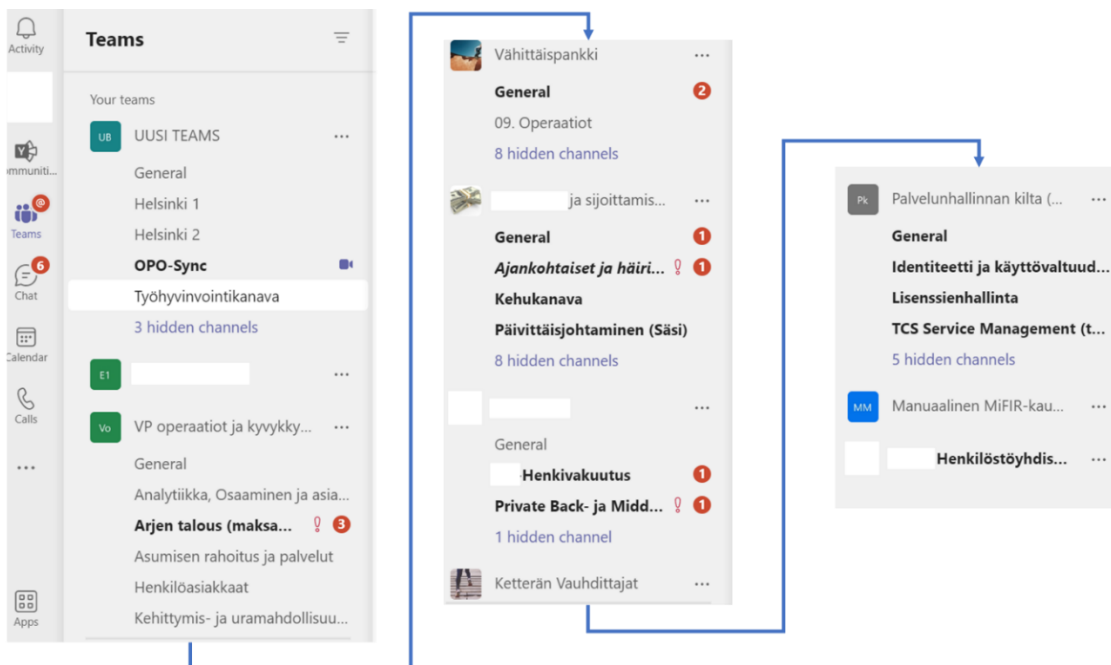 Activity
ommuniti...
@
Teams
6
Chat
Calendar
Calls
...
Apps
Teams
Your teams
UB UUSI TEAMS ...
General
Helsinki 1
Helsinki 2
OPO-Sync
Työhyvinvointikanava
3 hidden channels
E1 ...
Vo VP operaatiot ja kyvykky... ...
General
Analytiikka, Osaaminen ja asia...
Arjen talous (maksa... 3
Asumisen rahoitus ja palvelut
Henkilöasiakkaat
Kehittymis- ja uramahdollisuu...
Vähittäispankki ...
General 2
09. Operaatiot
8 hidden channels
ja sijoittamis... ...
General 1
Ajankohtaiset ja häiri... 1
Kehukanava
Päivittäisjohtaminen (Säsi)
8 hidden channels
...
General
Henkivakuutus 1
Private Back- ja Midd... 1
1 hidden channel
Ketterän Vauhdittajat ...
Pk Palvelunhallinnan kilta (... ...
General
Identiteetti ja käyttövaltuud...
Lisenssienhallinta
TCS Service Management (t...
5 hidden channels
MM Manuaalinen MiFIR-kau... ...
Henkilöstöyhdis... ...